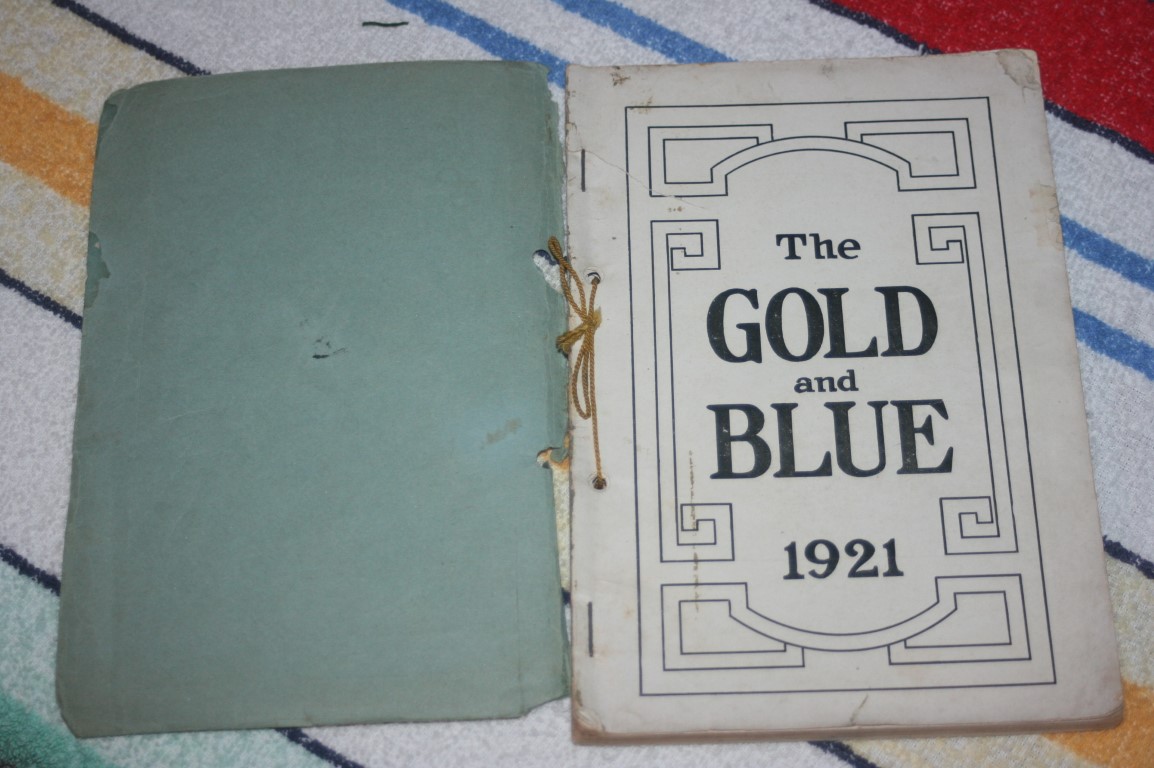 The
GOLD
and
BLUE
1921